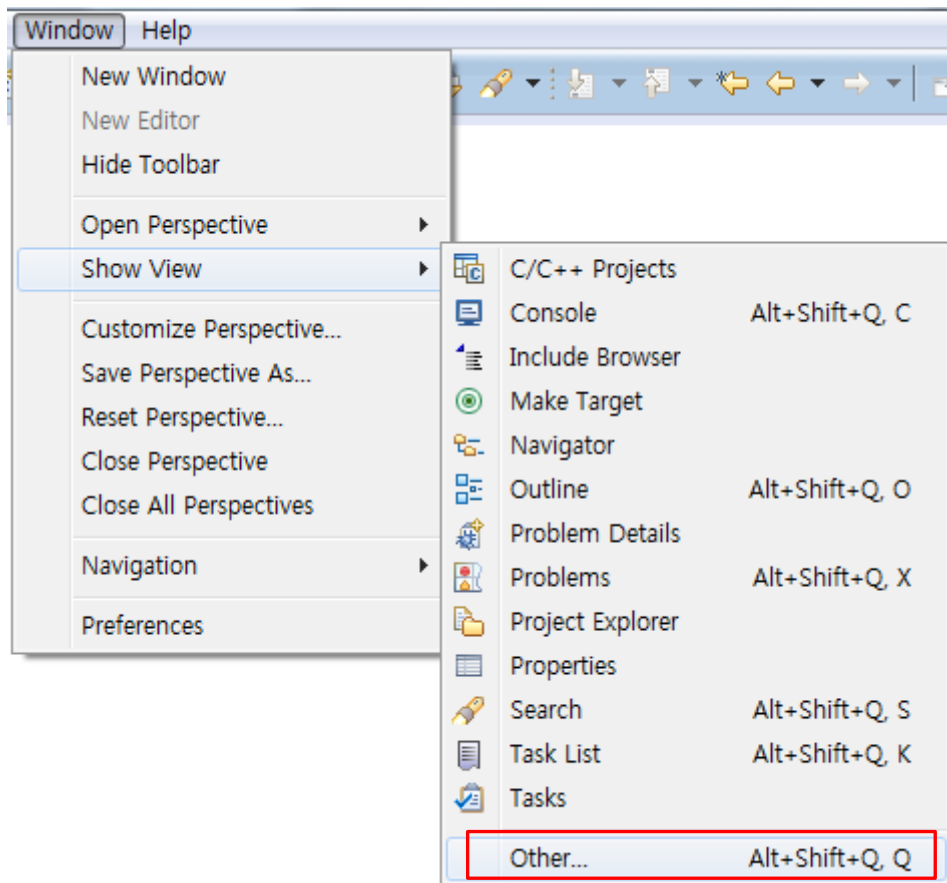 Window Help
New Window
New Editor
Hide Toolbar
Open Perspective
Show View
Customize Perspective...
Save Perspective As...
Reset Perspective...
Close Perspective
Close All Perspectives
Navigation
Preferences
C/C++ Projects
Console Alt+Shift+Q, C
Include Browser
Make Target
Navigator
Outline Alt+Shift+Q, O
Problem Details
Problems Alt+Shift+Q, X
Project Explorer
Properties
Search Alt+Shift+Q, S
Task List Alt+Shift+Q, K
Tasks
Other... Alt+Shift+Q, Q